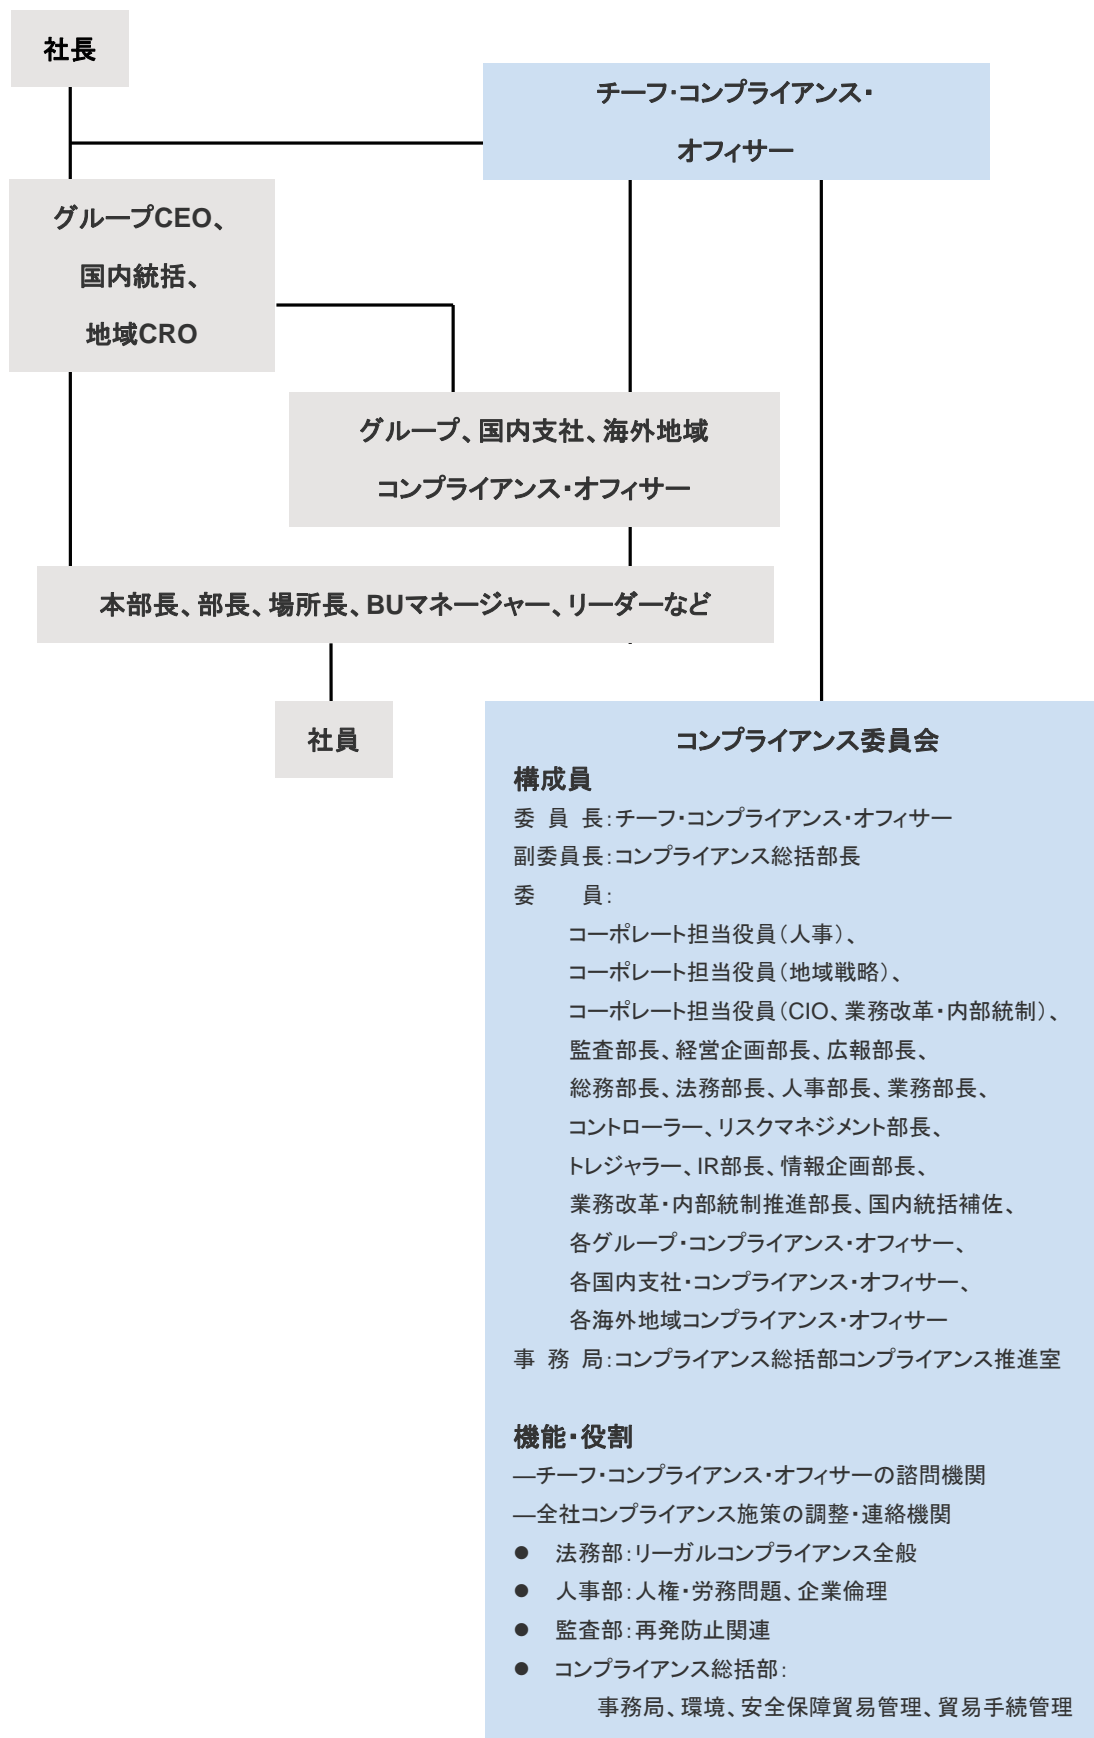 社長
チーフ・コンプライアンス・
オフィサー
グループCEO、
国内統括、
地域CRO
グループ、国内支社、海外地域
コンプライアンス・オフィサー
本部長、部長、場所長、BUマネージャー、リーダーなど
社員
コンプライアンス委員会
構成員
委 員 長：チーフ・コンプライアンス・オフィサー
副委員長：コンプライアンス総括部長
委　　員：
コーポレート担当役員（人事）、
コーポレート担当役員（地域戦略）、
コーポレート担当役員（CIO、業務改革・内部統制）、
監査部長、経営企画部長、広報部長、
総務部長、法務部長、人事部長、業務部長、
コントローラー、リスクマネジメント部長、
トレジャラー、IR部長、情報企画部長、
業務改革・内部統制推進部長、国内統括補佐、
各グループ・コンプライアンス・オフィサー、
各国内支社・コンプライアンス・オフィサー、
各海外地域コンプライアンス・オフィサー
事 務 局：コンプライアンス総括部コンプライアンス推進室
機能・役割
―チーフ・コンプライアンス・オフィサーの諮問機関
―全社コンプライアンス施策の調整・連絡機関
● 法務部：リーガルコンプライアンス全般
● 人事部：人権・労務問題、企業倫理
● 監査部：再発防止関連
● コンプライアンス総括部：
事務局、環境、安全保障貿易管理、貿易手続管理